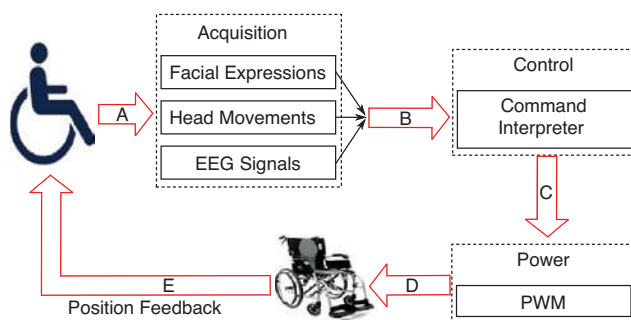 Acquisition
Facial Expressions
Head Movements
EEG Signals
A
B
Control
Command
Interpreter
C
Power
PWM
D
E
Position Feedback